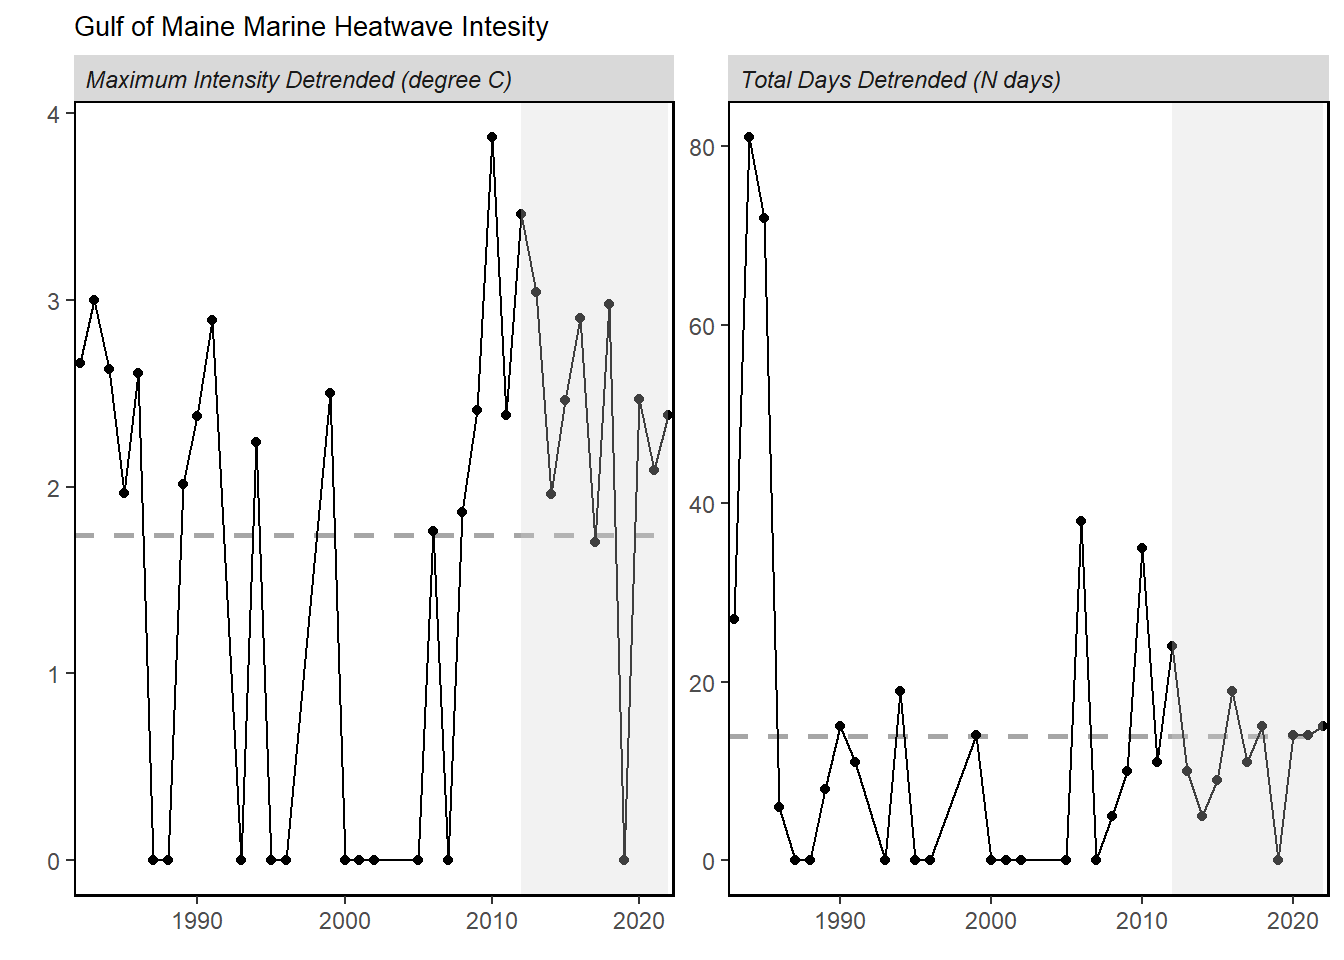 Gulf of Maine Marine Heatwave Intesity
Maximum Intensity Detrended (degree C)
4
3
2
1
0
1990 2000 2010 2020
Total Days Detrended (N days)
80
60
40
20
0
1990 2000 2010 2020